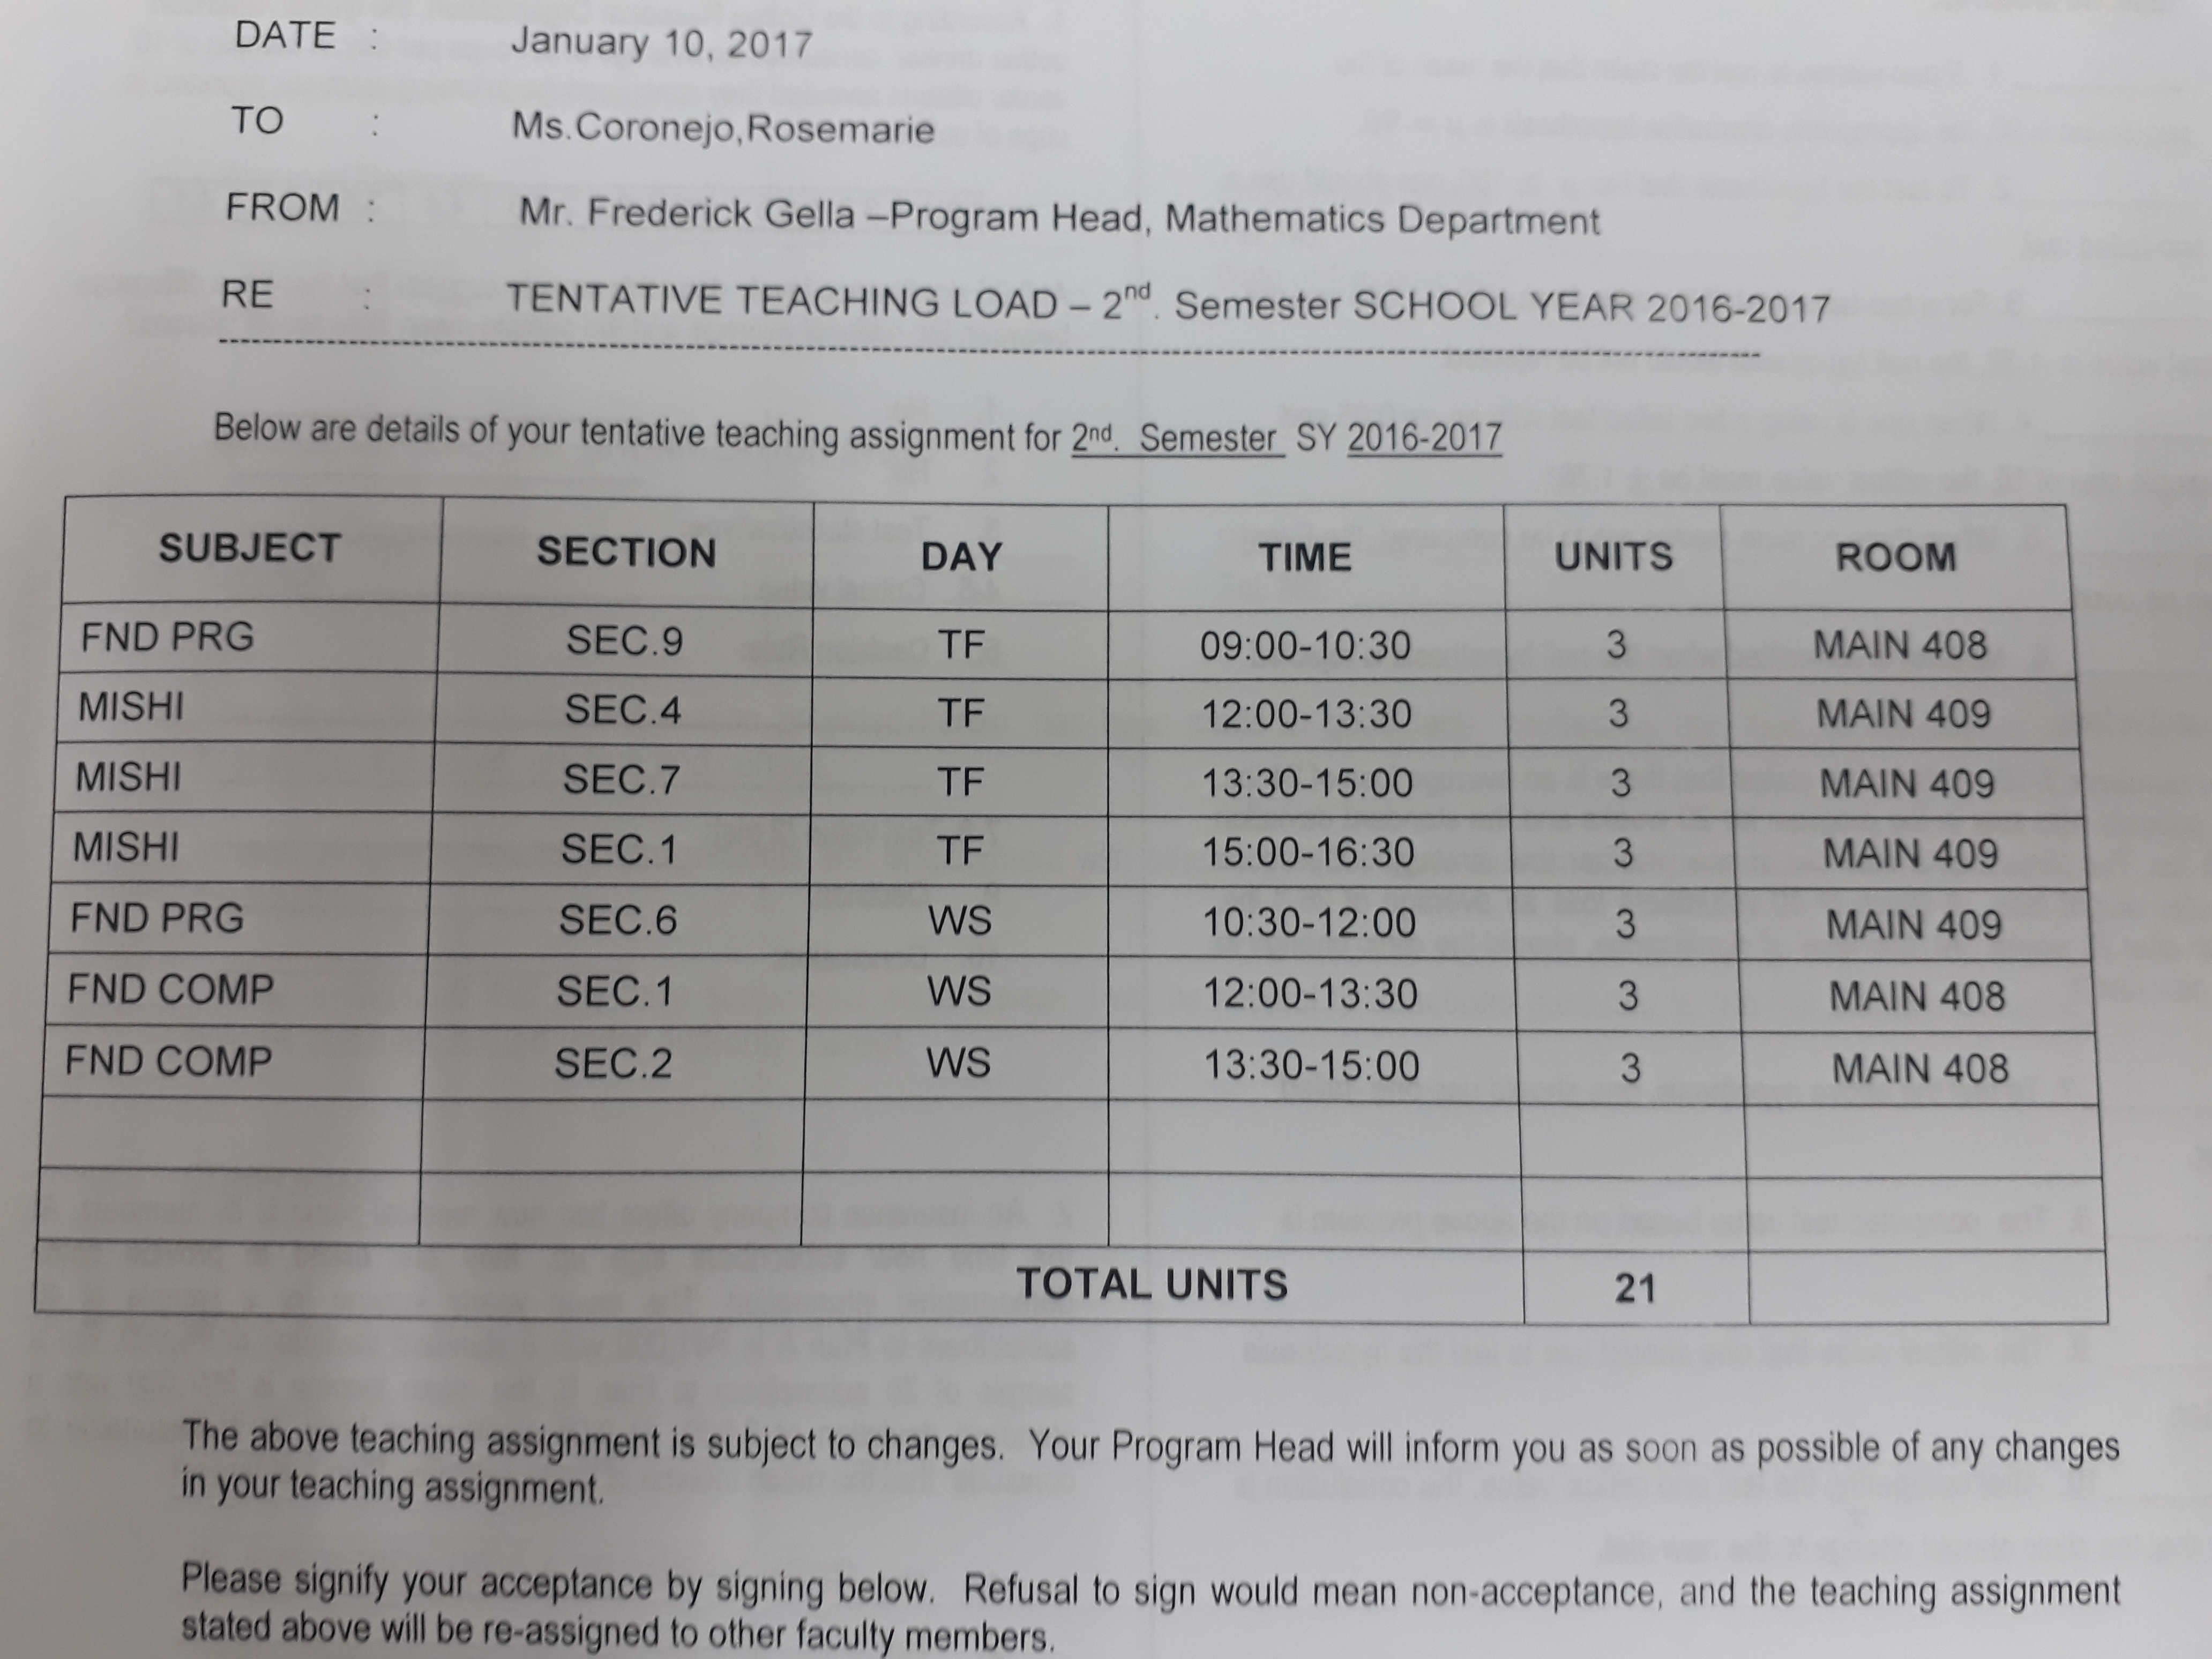 DATE : January 10, 2017
TO : Ms.Coronejo,Rosemarie
FROM : Mr. Frederick Gella –Program Head, Mathematics Department
RE : TENTATIVE TEACHING LOAD – 2nd. Semester SCHOOL YEAR 2016-2017
Below are details of your tentative teaching assignment for 2nd. Semester SY 2016-2017
SUBJECT SECTION DAY TIME UNITS ROOM
FND PRG SEC.9 TF 09:00-10:30 3 MAIN 408
MISHI SEC.4 TF 12:00-13:30 3 MAIN 409
MISHI SEC.7 TF 13:30-15:00 3 MAIN 409
MISHI SEC.1 TF 15:00-16:30 3 MAIN 409
FND PRG SEC.6 WS 10:30-12:00 3 MAIN 409
FND COMP SEC.1 WS 12:00-13:30 3 MAIN 408
FND COMP SEC.2 WS 13:30-15:00 3 MAIN 408
TOTAL UNITS 21
The above teaching assignment is subject to changes. Your Program Head will inform you as soon as possible of any changes
in your teaching assignment.
Please signify your acceptance by signing below. Refusal to sign would mean non-acceptance, and the teaching assignment
stated above will be re-assigned to other faculty members.